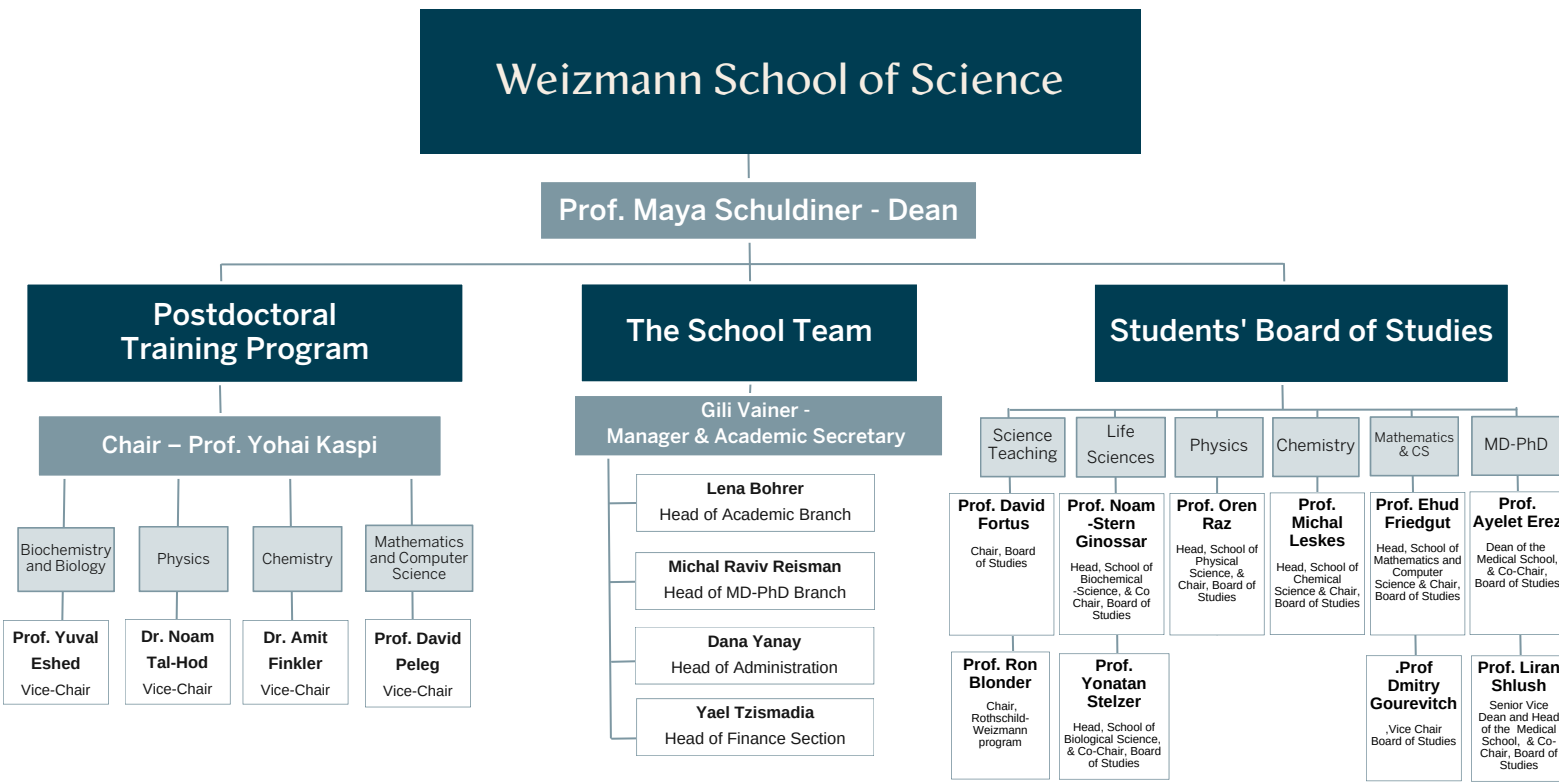 Weizmann School of Science
Prof. Maya Schuldiner - Dean
Postdoctoral
Training Program
Chair – Prof. Yohai Kaspi
Biochemistry
and Biology
Prof. Yuval
Eshed
Vice-Chair
Physics
Dr. Noam
Tal-Hod
Vice-Chair
Chemistry
Dr. Amit
Finkler
Vice-Chair
Mathematics
and Computer
Science
Prof. David
Peleg
Vice-Chair
The School Team
Gili Vainer -
Manager & Academic Secretary
Lena Bohrer
Head of Academic Branch
Michal Raviv Reisman
Head of MD-PhD Branch
Dana Yanay
Head of Administration
Yael Tzismadia
Head of Finance Section
Students' Board of Studies
Science
Teaching
Prof. David
Fortus
Chair, Board
of Studies
Prof. Ron
Blonder
Chair,
Rothschild-
Weizmann
program
Life
Sciences
Prof. Noam
-Stern
Ginossar
Head, School of
Biochemical
-Science, & Co
Chair, Board of
Studies
Prof.
Yonatan
Stelzer
Head, School of
Biological Science,
& Co-Chair, Board
of Studies
Physics
Prof. Oren
Raz
Head, School of
Physical
Science, &
Chair, Board of
Studies
Chemistry
Prof.
Michal
Leskes
Head, School of
Chemical
Science & Chair,
Board of Studies
Mathematics
& CS
Prof. Ehud
Friedgut
Head, School of
Mathematics and
Computer
Science & Chair,
Board of Studies
.Prof
Dmitry
Gourevitch
,Vice Chair
Board of Studies
MD-PhD
Prof.
Ayelet Erez
Dean of the
Medical School,
& Co-Chair,
Board of Studies
Prof. Liran
Shlush
Senior Vice
Dean and Head
of the Medical
School, & Co-
Chair, Board of
Studies